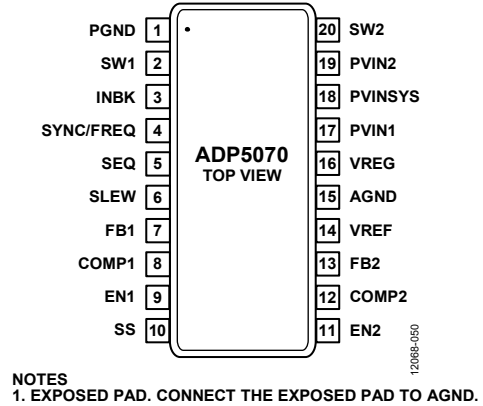 PGND 1
SW1 2
INBK 3
SYNC/FREQ 4
SEQ 5
SLEW 6
FB1 7
COMP1 8
EN1 9
SS 10
ADP5070
TOP VIEW
20 SW2
19 PVIN2
18 PVINSYS
17 PVIN1
16 VREG
15 AGND
14 VREF
13 FB2
12 COMP2
11 EN2
12068-050
NOTES
1. EXPOSED PAD. CONNECT THE EXPOSED PAD TO AGND.